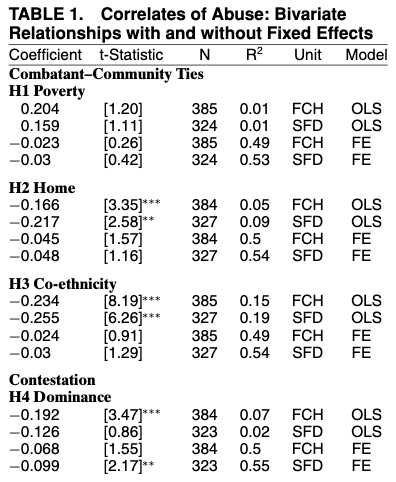 TABLE 1. Correlates of Abuse: Bivariate
Relationships with and without Fixed Effects
Coefficient t-Statistic N R² Unit Model
Combatant–Community Ties
H1 Poverty
0.204 [1.20] 385 0.01 FCH OLS
0.159 [1.11] 324 0.01 SFD OLS
−0.023 [0.26] 385 0.49 FCH FE
−0.03 [0.42] 324 0.53 SFD FE
H2 Home
−0.166 [3.35]*** 384 0.05 FCH OLS
−0.217 [2.58]** 327 0.09 SFD OLS
−0.045 [1.57] 384 0.5 FCH FE
−0.048 [1.16] 327 0.54 SFD FE
H3 Co-ethnicity
−0.234 [8.19]*** 385 0.15 FCH OLS
−0.255 [6.26]*** 327 0.19 SFD OLS
−0.024 [0.91] 385 0.49 FCH FE
−0.03 [1.29] 327 0.54 SFD FE
Contestation
H4 Dominance
−0.192 [3.47]*** 384 0.07 FCH OLS
−0.126 [0.86] 323 0.02 SFD OLS
−0.068 [1.55] 384 0.5 FCH FE
−0.099 [2.17]** 323 0.55 SFD FE